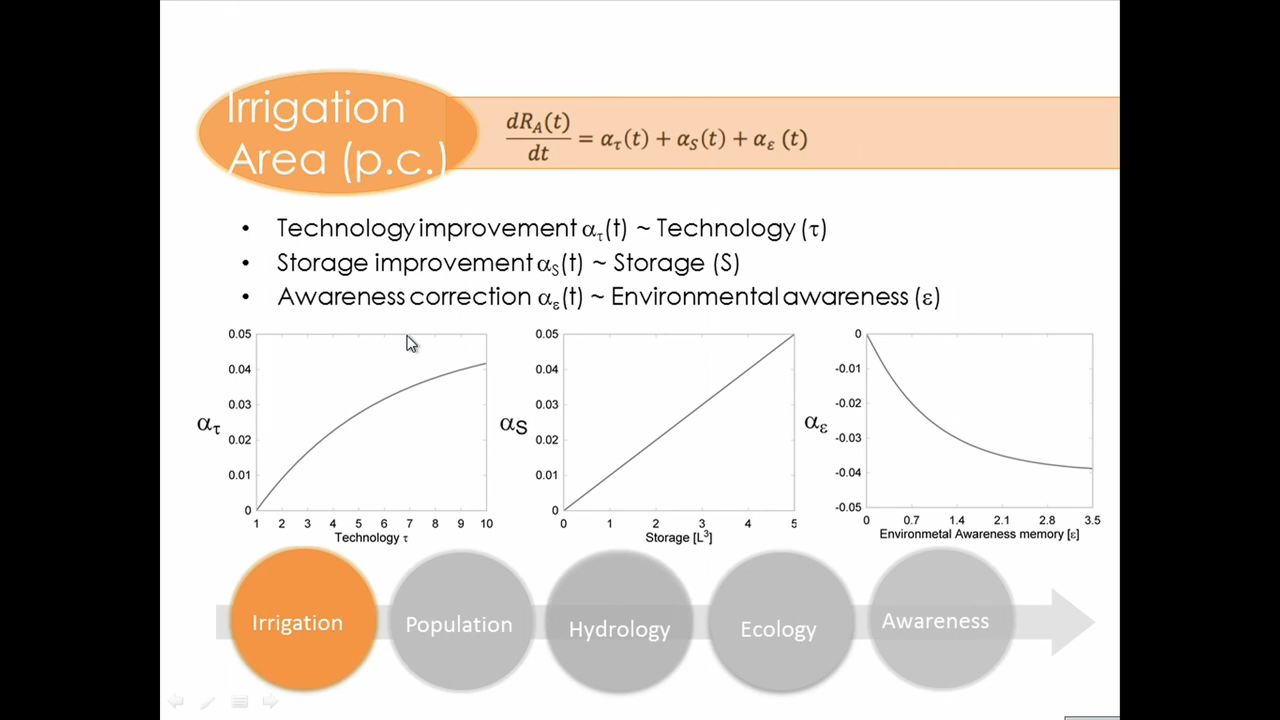 Irrigation
Area (p.c.)
dR_A(t)/dt = α_τ(t) + α_S(t) + α_ε (t)
• Technology improvement α_τ(t) ~ Technology (τ)
• Storage improvement α_S(t) ~ Storage (S)
• Awareness correction α_ε(t) ~ Environmental awareness (ε)
α_τ
0.05
0.04
0.03
0.02
0.01
0
1 2 3 4 5 6 7 8 9 10
Technology τ
α_S
0.05
0.04
0.03
0.02
0.01
0
0 1 2 3 4 5
Storage [L³]
α_ε
0
-0.01
-0.02
-0.03
-0.04
-0.05
0 0.7 1.4 2.1 2.8 3.5
Environmetal Awareness memory [ε]
Irrigation
Population
Hydrology
Ecology
Awareness